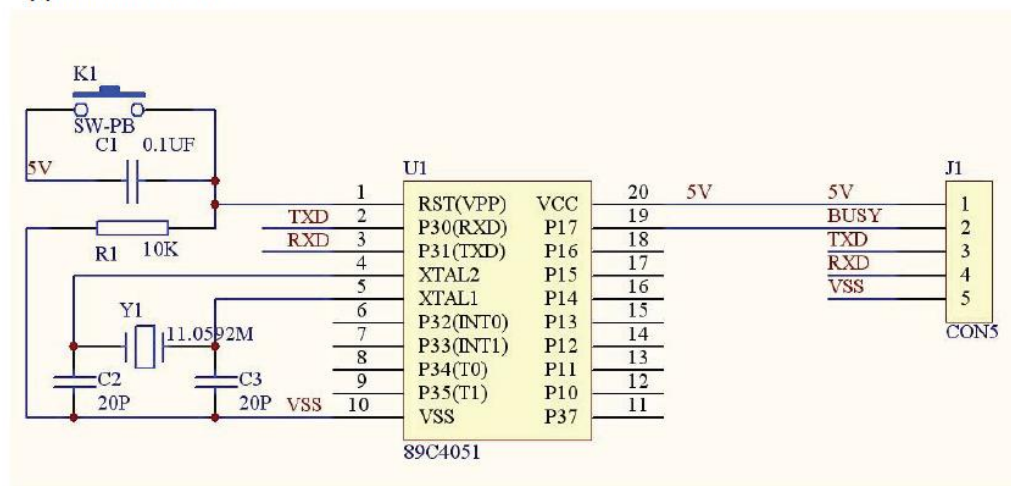 K1
SW-PB
C1 0.1UF
5V
R1 10K
Y1
11.0592M
C2
20P
C3
20P
U1
1 RST(VPP) VCC 20 5V
TXD 2 P30(RXD) P17 19
RXD 3 P31(TXD) P16 18
4 XTAL2 P15 17
5 XTAL1 P14 16
6 P32(INT0) P13 15
7 P33(INT1) P12 14
8 P34(T0) P11 13
9 P35(T1) P10 12
VSS 10 VSS P37 11
89C4051
J1
5V 1
BUSY 2
TXD 3
RXD 4
VSS 5
CON5